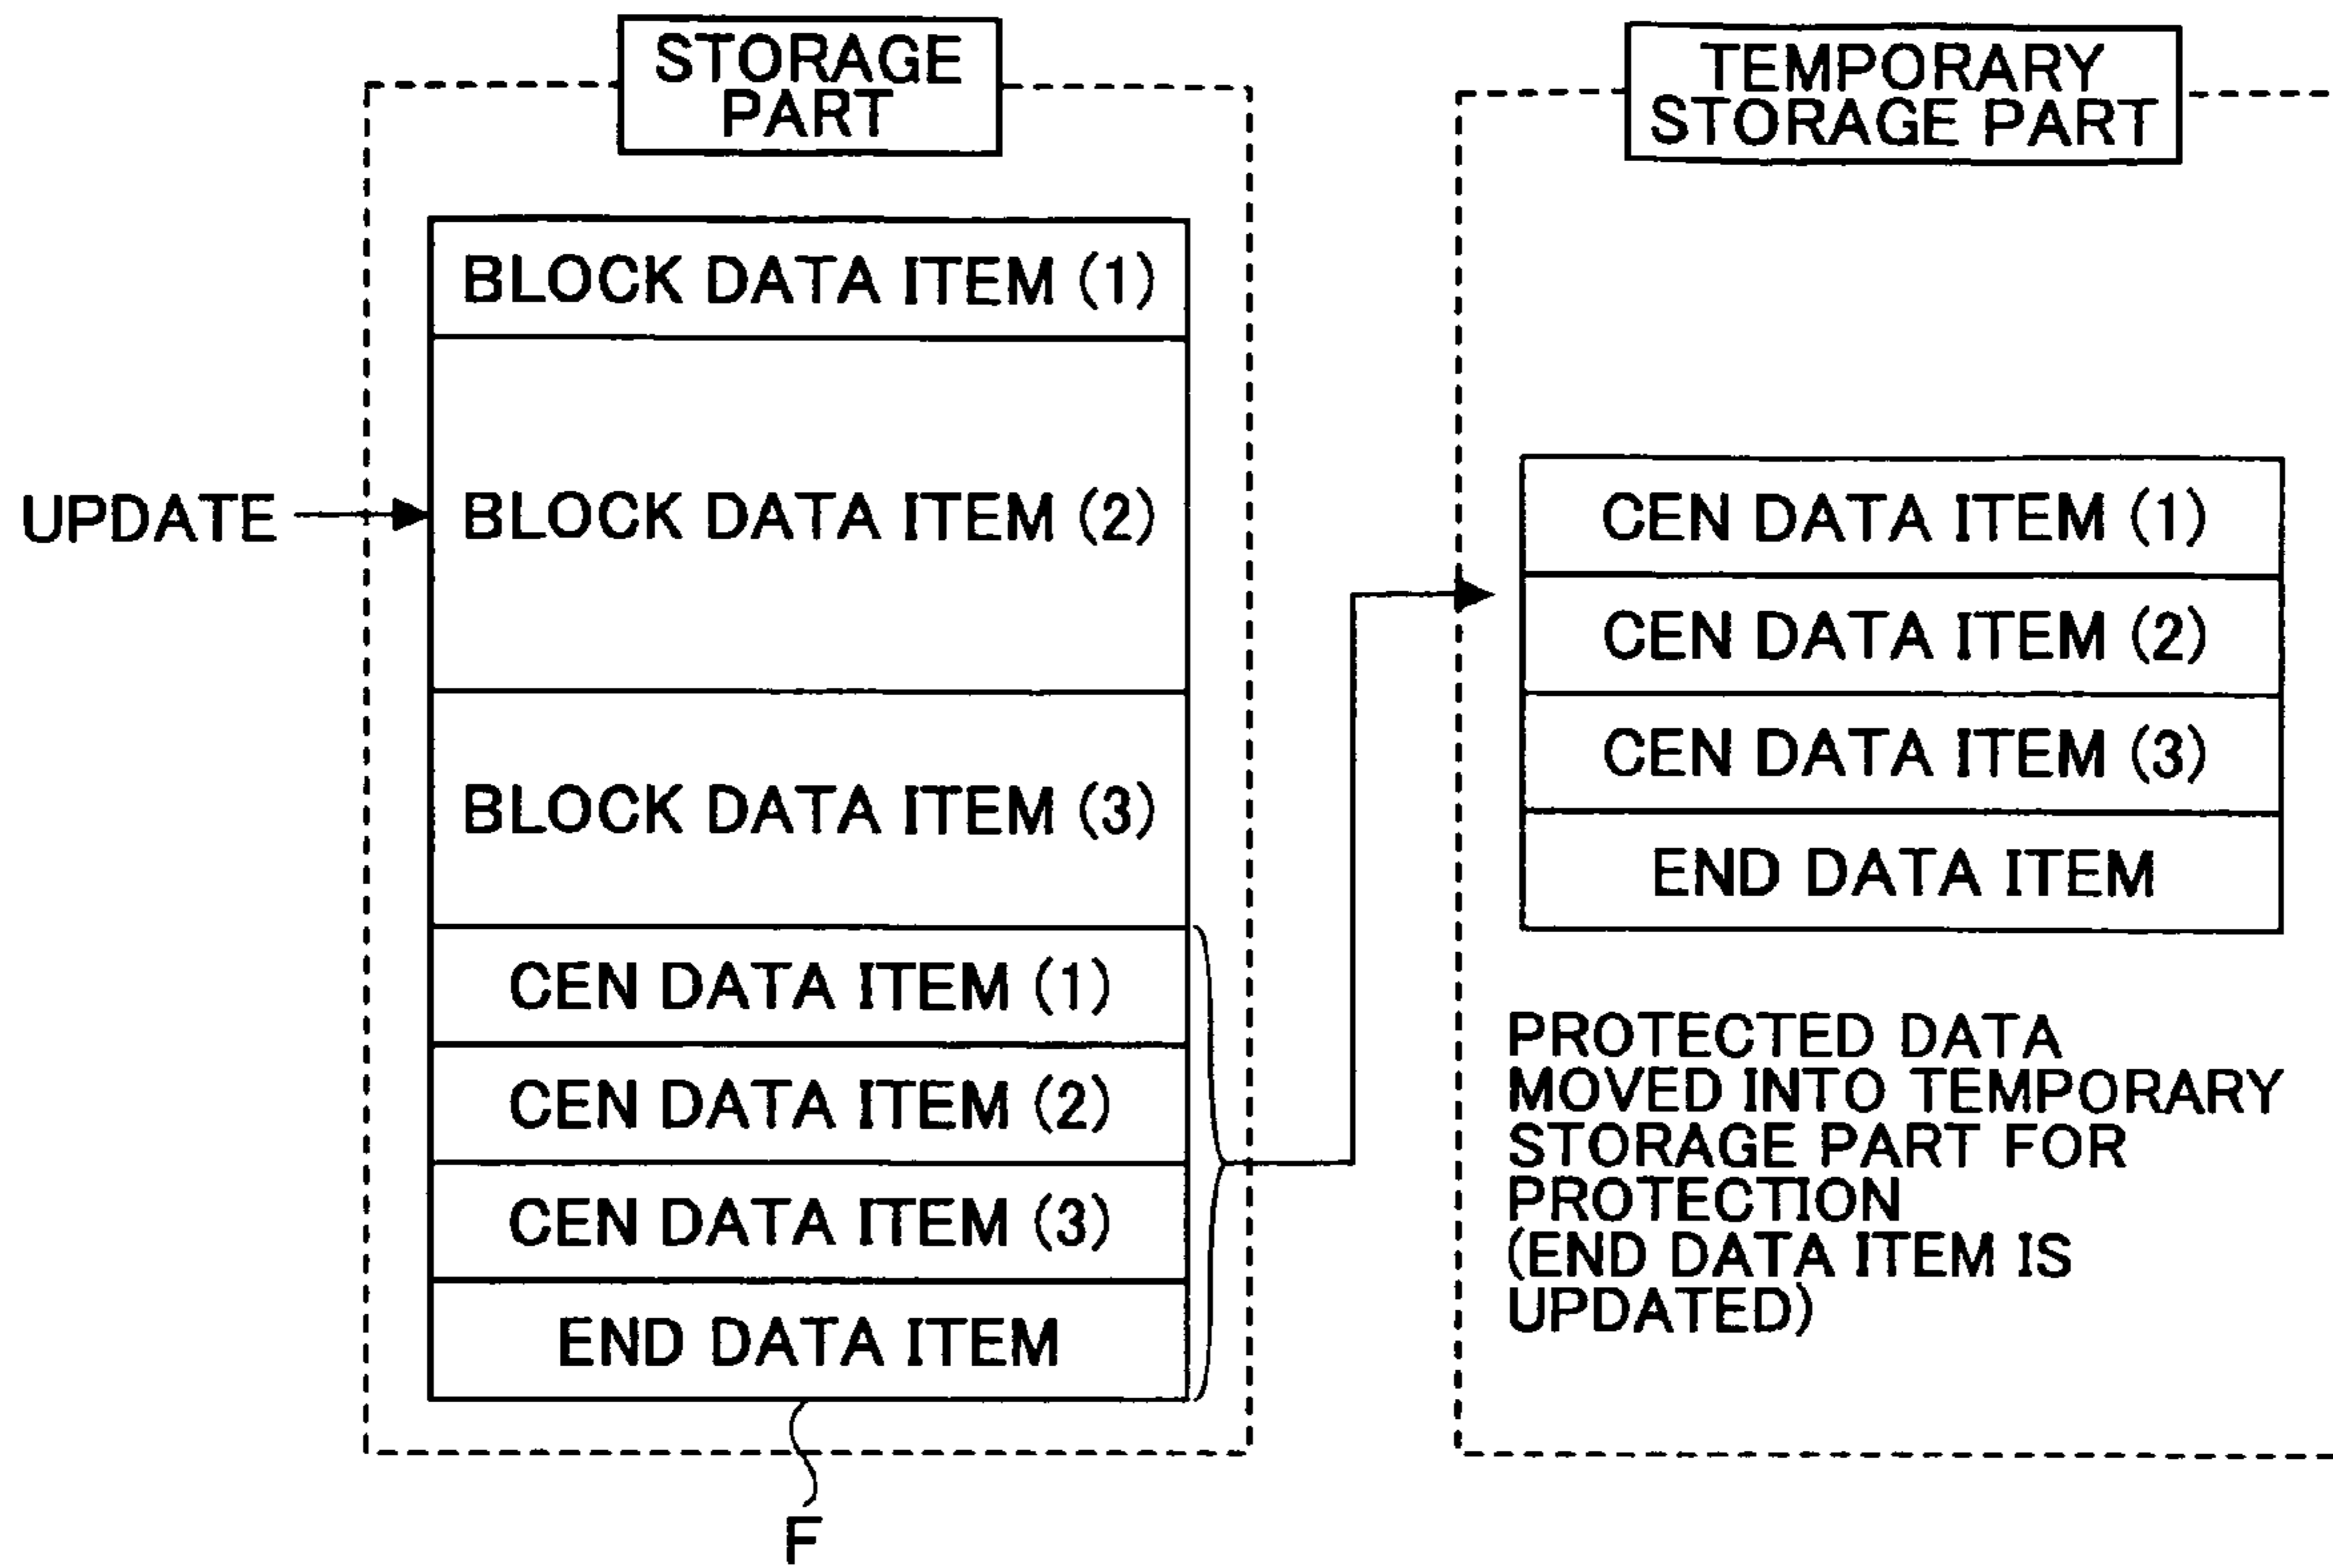 STORAGE
PART
BLOCK DATA ITEM (1)
UPDATE
BLOCK DATA ITEM (2)
BLOCK DATA ITEM (3)
CEN DATA ITEM (1)
CEN DATA ITEM (2)
CEN DATA ITEM (3)
END DATA ITEM
F
TEMPORARY
STORAGE PART
CEN DATA ITEM (1)
CEN DATA ITEM (2)
CEN DATA ITEM (3)
END DATA ITEM
PROTECTED DATA
MOVED INTO TEMPORARY
STORAGE PART FOR
PROTECTION
(END DATA ITEM IS
UPDATED)